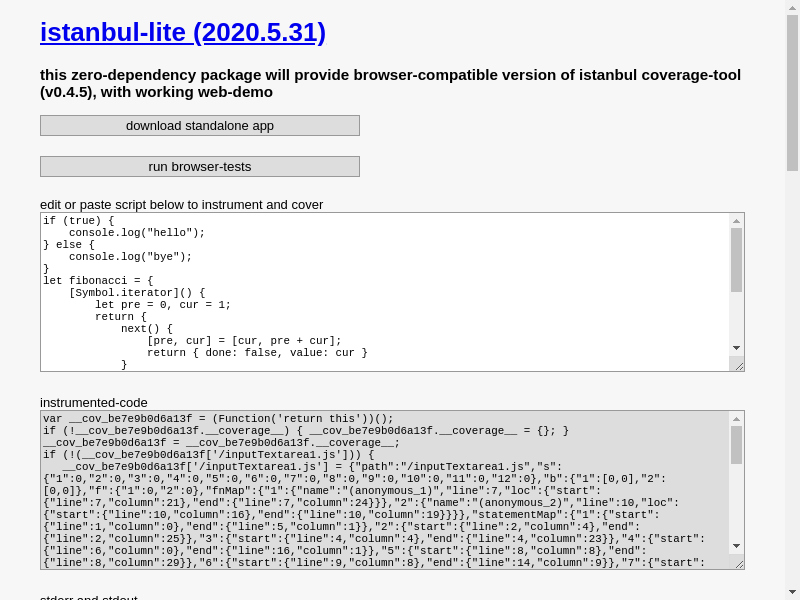 istanbul-lite (2020.5.31)
this zero-dependency package will provide browser-compatible version of istanbul coverage-tool
(v0.4.5), with working web-demo
download standalone app
run browser-tests
edit or paste script below to instrument and cover
if (true) {
    console.log("hello");
} else {
    console.log("bye");
}
let fibonacci = {
    [Symbol.iterator]() {
        let pre = 0, cur = 1;
        return {
            next() {
                [pre, cur] = [cur, pre + cur];
                return { done: false, value: cur }
            }
instrumented-code
var __cov_be7e9b0d6a13f = (Function('return this'))();
if (!__cov_be7e9b0d6a13f.__coverage__) { __cov_be7e9b0d6a13f.__coverage__ = {}; }
__cov_be7e9b0d6a13f = __cov_be7e9b0d6a13f.__coverage__;
if (!(__cov_be7e9b0d6a13f['/inputTextarea1.js'])) {
   __cov_be7e9b0d6a13f['/inputTextarea1.js'] = {"path":"/inputTextarea1.js","s":
{"1":0,"2":0,"3":0,"4":0,"5":0,"6":0,"7":0,"8":0,"9":0,"10":0,"11":0,"12":0},"b":{"1":[0,0],"2":
[0,0]},"f":{"1":0,"2":0},"fnMap":{"1":{"name":"(anonymous_1)","line":7,"loc":{"start":
{"line":7,"column":21},"end":{"line":7,"column":24}}},"2":{"name":"(anonymous_2)","line":10,"loc":
{"start":{"line":10,"column":16},"end":{"line":10,"column":19}}}},"statementMap":{"1":{"start":
{"line":1,"column":0},"end":{"line":5,"column":1}},"2":{"start":{"line":2,"column":4},"end":
{"line":2,"column":25}},"3":{"start":{"line":4,"column":4},"end":{"line":4,"column":23}},"4":{"start":
{"line":6,"column":0},"end":{"line":16,"column":1}},"5":{"start":{"line":8,"column":8},"end":
{"line":8,"column":29}},"6":{"start":{"line":9,"column":8},"end":{"line":14,"column":9}},"7":{"start":
stderr and stdout